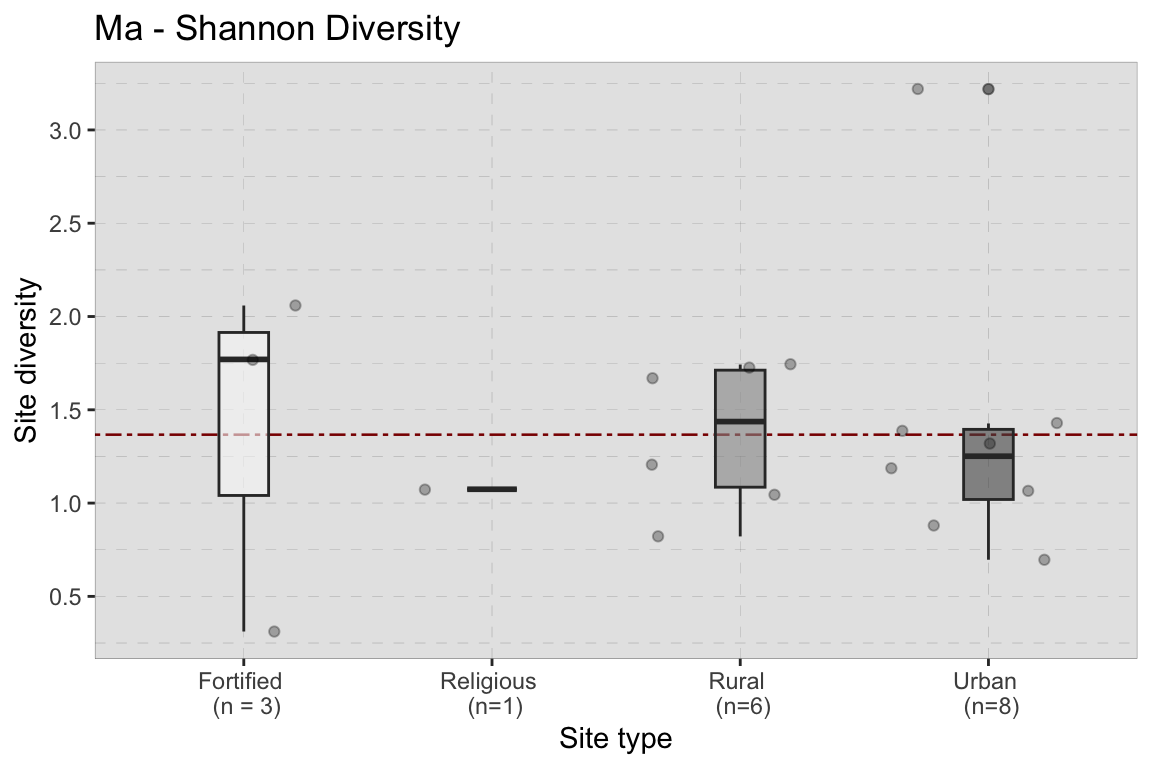 Ma - Shannon Diversity
Site diversity
3.0
2.5
2.0
1.5
1.0
0.5
Fortified
(n = 3)
Religious
(n=1)
Rural
(n=6)
Urban
(n=8)
Site type